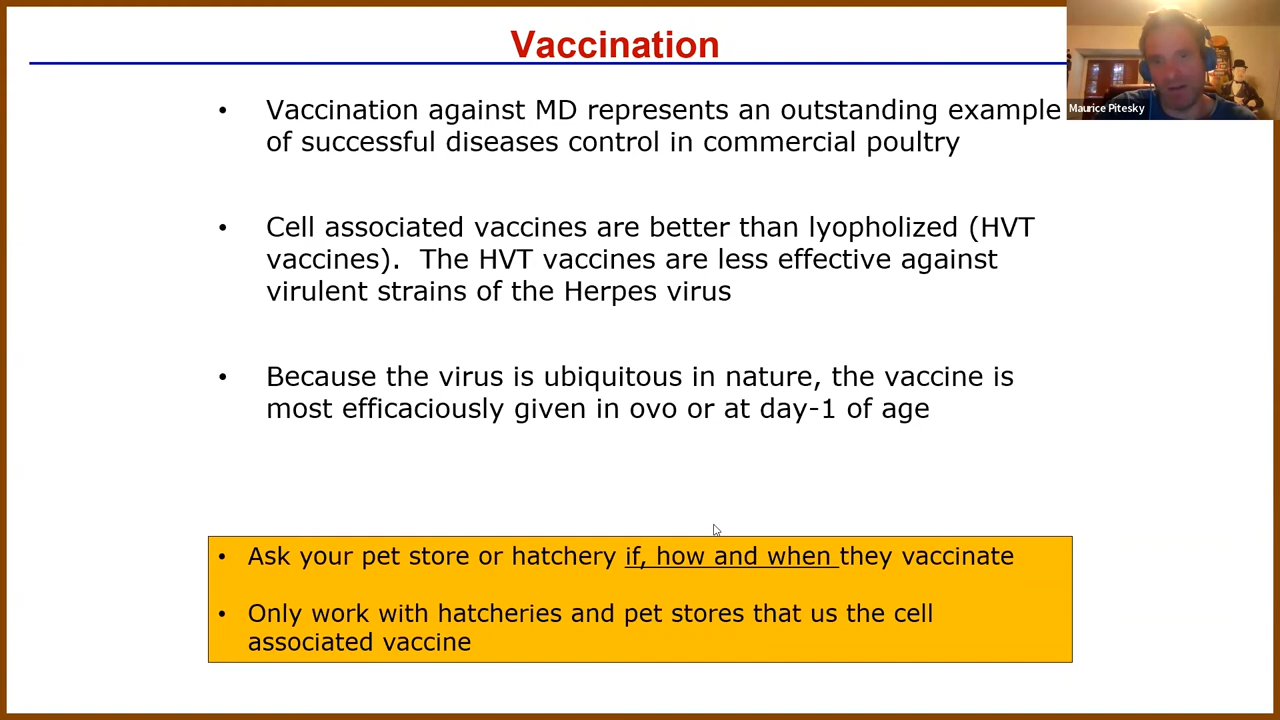 Vaccination
Maurice Pitesky
• Vaccination against MD represents an outstanding example
of successful diseases control in commercial poultry
• Cell associated vaccines are better than lyopholized (HVT
vaccines). The HVT vaccines are less effective against
virulent strains of the Herpes virus
• Because the virus is ubiquitous in nature, the vaccine is
most efficaciously given in ovo or at day-1 of age
• Ask your pet store or hatchery if, how and when they vaccinate
• Only work with hatcheries and pet stores that us the cell
associated vaccine